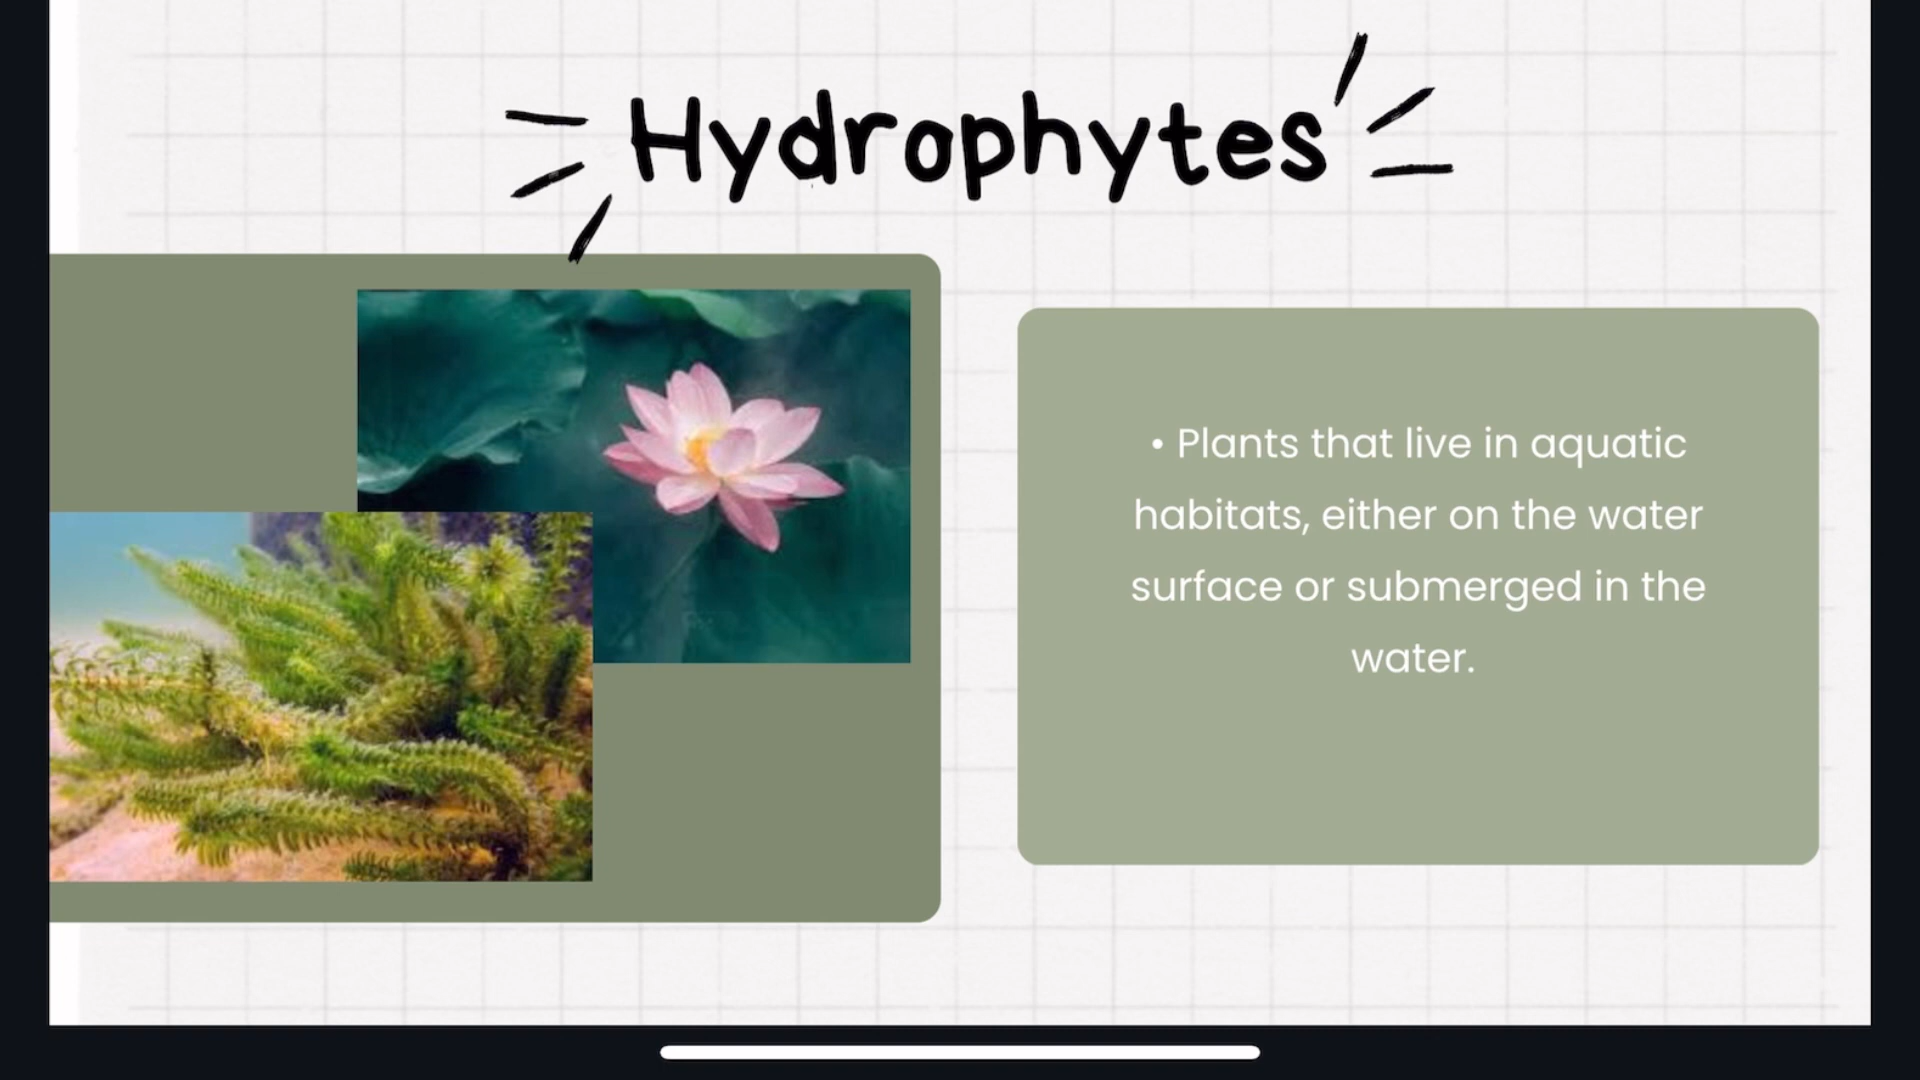 Hydrophytes
• Plants that live in aquatic
habitats, either on the water
surface or submerged in the
water.